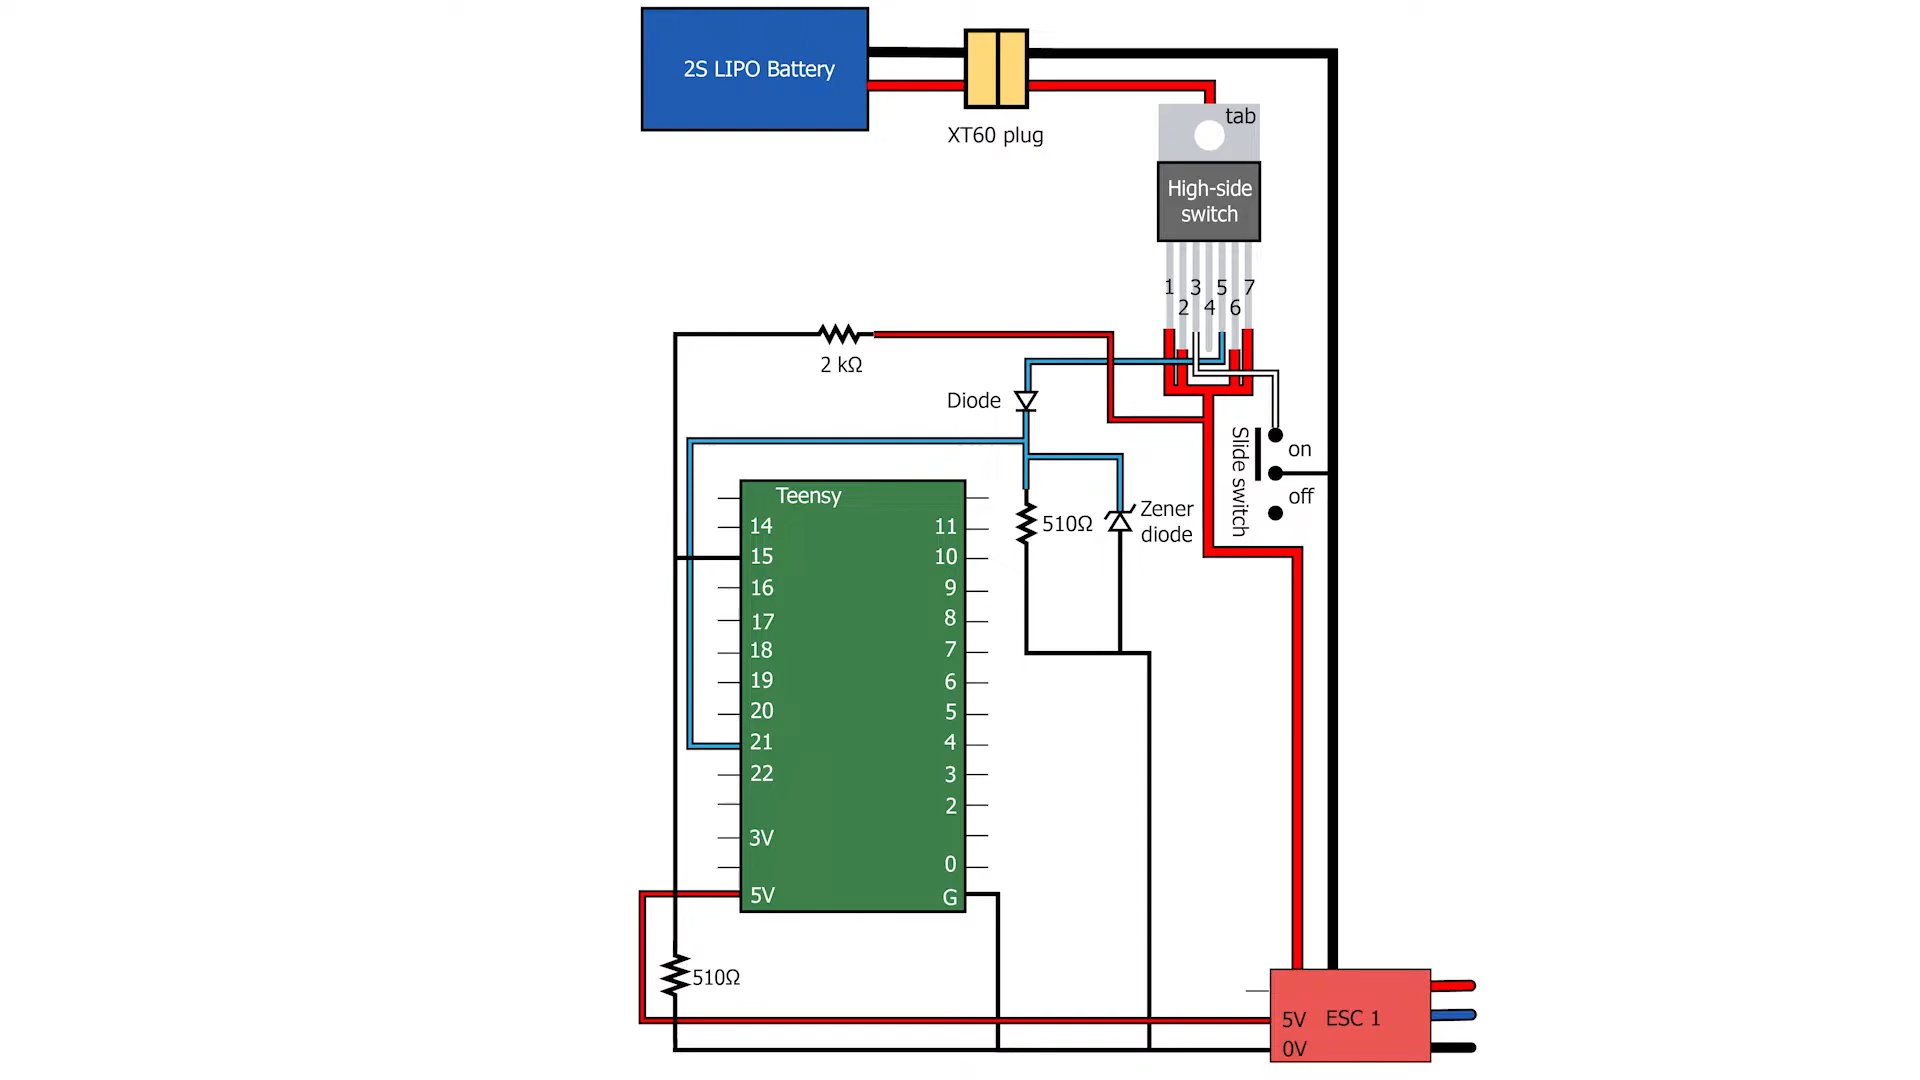 2S LIPO Battery
XT60 plug
tab
High-side
switch
1
3
5
7
2
4
6
2 kΩ
Diode
Slide switch
on
off
Zener
diode
510Ω
Teensy
14
11
15
10
16
9
17
8
18
7
19
6
20
5
21
4
22
3
2
3V
0
5V
G
510Ω
5V
ESC 1
0V